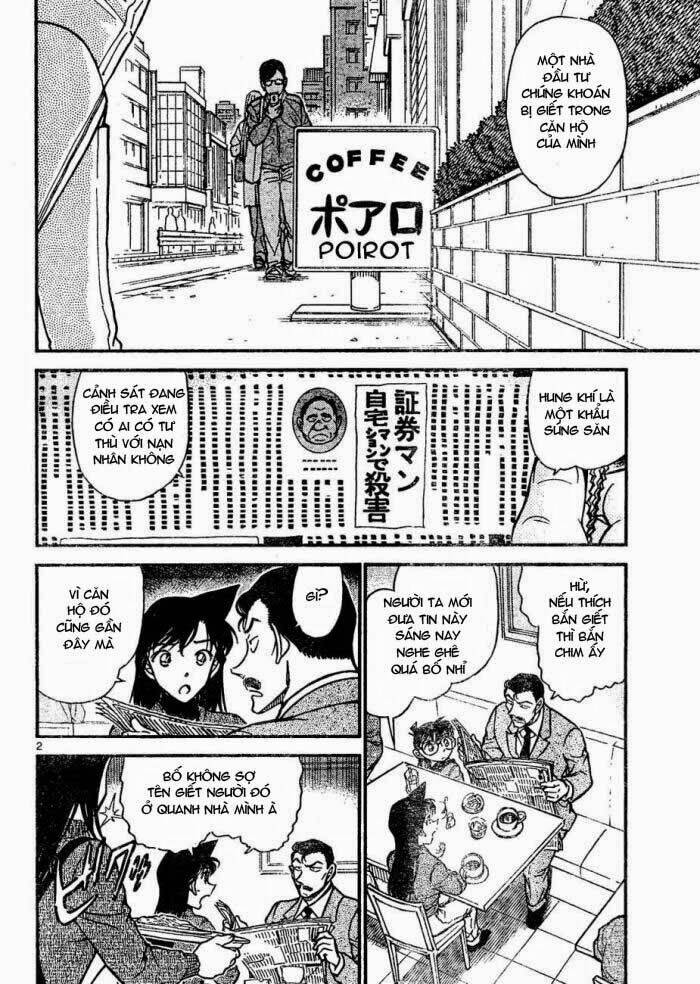 MỘT NHÀ
ĐẦU TƯ
CHỨNG KHOÁN
BỊ GIẾT TRONG
CĂN HỘ
CỦA MÌNH
COFFEE
ポアロ
POIROT
HUNG KHÍ LÀ
MỘT KHẨU
SÚNG SĂN
証券マン
自宅マンションで殺害
CẢNH SÁT ĐANG
ĐIỀU TRA XEM
CÓ AI CÓ TƯ
THÙ VỚI NẠN
NHÂN KHÔNG
HỪ,
NẾU THÍCH
BẮN GIẾT
THÌ BẮN
CHIM ẤY
NGƯỜI TA MỚI
ĐƯA TIN NÀY
SÁNG NAY
NGHE GHÊ
QUÁ BỐ NHỈ
GÌ?
VÌ CĂN
HỘ ĐÓ
CŨNG GẦN
ĐÂY MÀ
2
BỐ KHÔNG SỢ
TÊN GIẾT NGƯỜI ĐÓ
Ở QUANH NHÀ MÌNH À